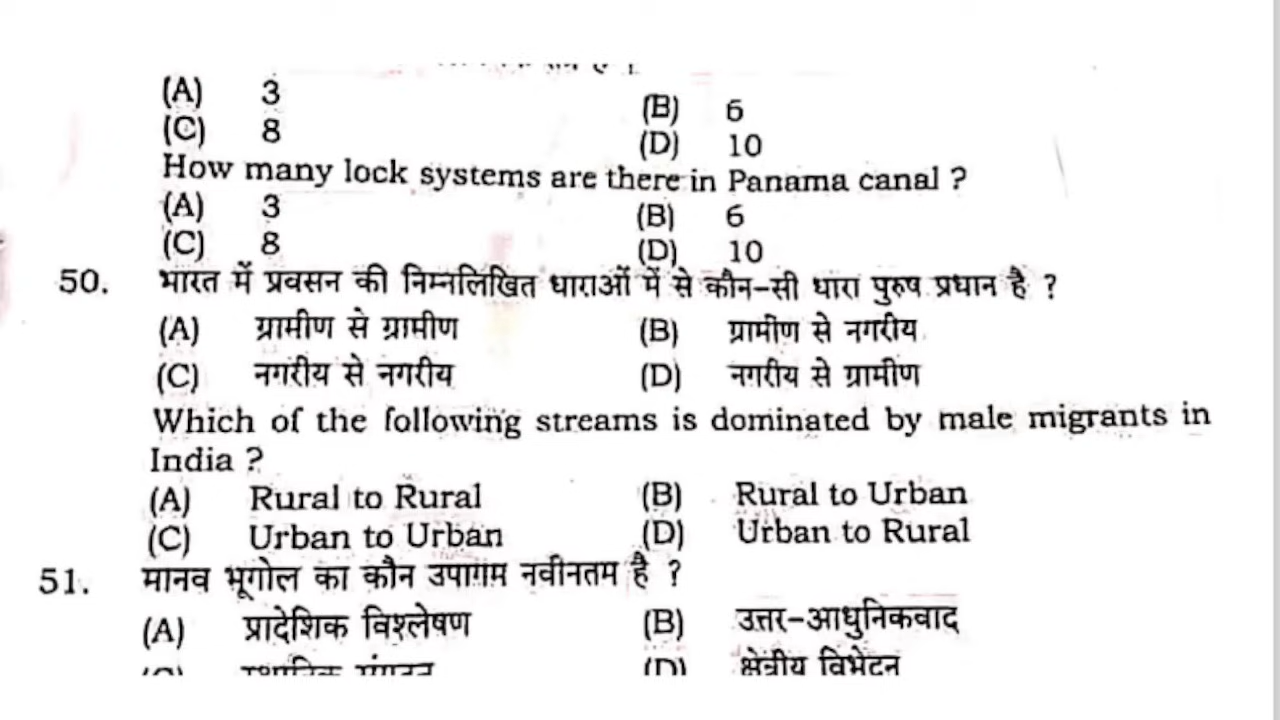 (A) 3 (B) 6
(C) 8 (D) 10
How many lock systems are there in Panama canal ?
(A) 3 (B) 6
(C) 8 (D) 10
50. भारत में प्रवसन की निम्नलिखित धाराओं में से कौन-सी धारा पुरुष प्रधान है ?
(A) ग्रामीण से ग्रामीण (B) ग्रामीण से नगरीय
(C) नगरीय से नगरीय (D) नगरीय से ग्रामीण
Which of the following streams is dominated by male migrants in
India ?
(A) Rural to Rural (B) Rural to Urban
(C) Urban to Urban (D) Urban to Rural
51. मानव भूगोल का कौन उपागम नवीनतम है ?
(A) प्रादेशिक विश्लेषण (B) उत्तर-आधुनिकवाद
(C) स्थानिक संगठन (D) क्षेत्रीय विभेदन